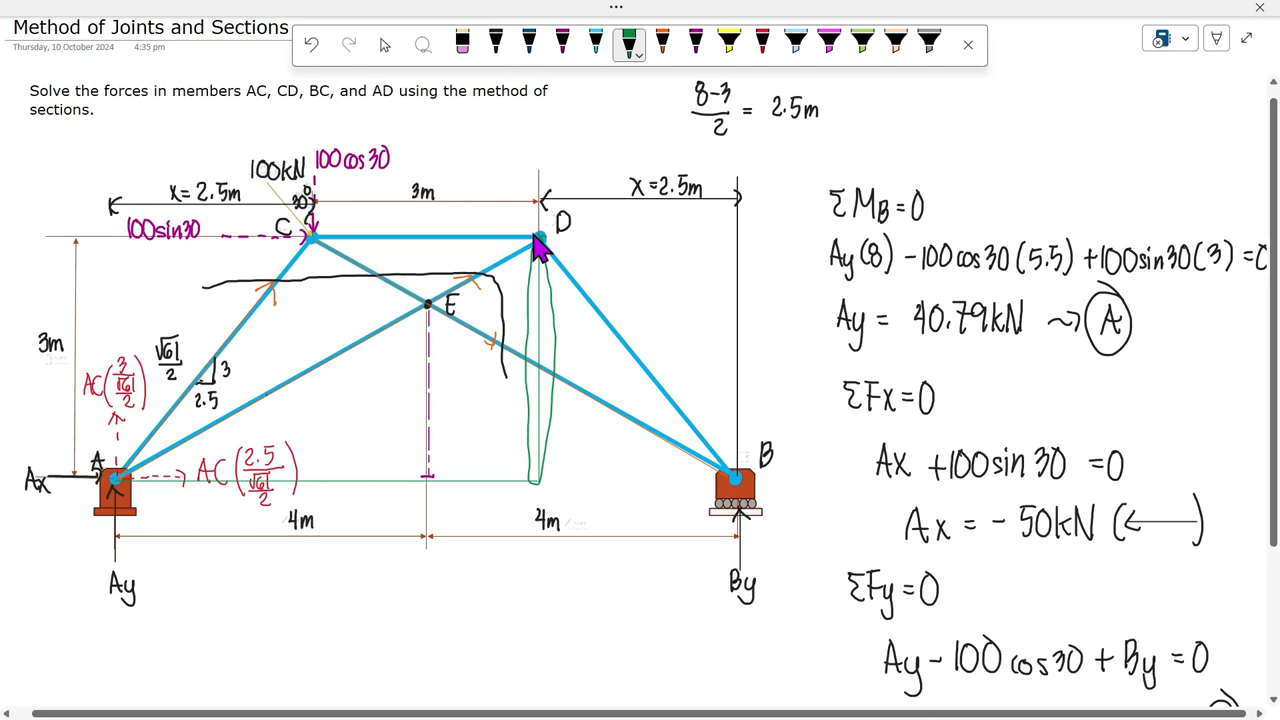 Method of Joints and Sections
Thursday, 10 October 2024 4:35 pm
Solve the forces in members AC, CD, BC, and AD using the method of
sections.
8-3
2
= 2.5m
100kN
100cos30
x = 2.5m
30°
3m
x = 2.5m
100sin30
C
D
E
3m
√61
2
3
2.5
AC(3/(√61/2))
AC(2.5/(√61/2))
Ax
A
B
4m
4m
Ay
By
ΣMB = 0
Ay(8) - 100cos30(5.5) + 100sin30(3) = 0
Ay = 40.79kN → A
ΣFx = 0
Ax + 100sin30 = 0
Ax = -50kN (←)
ΣFy = 0
Ay - 100cos30 + By = 0